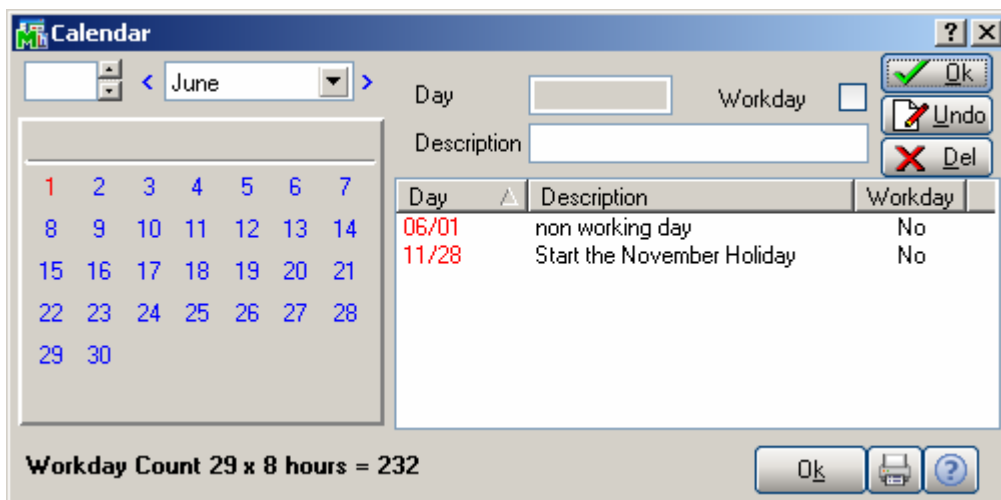 Calendar
< June >
Day Workday
Ok
Undo
Description
Del
1 2 3 4 5 6 7
8 9 10 11 12 13 14
15 16 17 18 19 20 21
22 23 24 25 26 27 28
29 30
Day Description Workday
06/01 non working day No
11/28 Start the November Holiday No
Workday Count 29 x 8 hours = 232
Ok